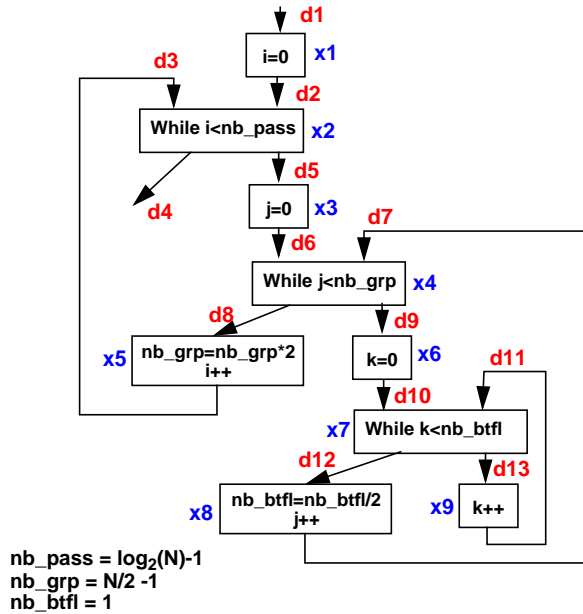 d1
i=0 x1
d3
d2
While i<nb_pass x2
d5
d4
j=0 x3
d7
d6
While j<nb_grp x4
d8
d9
x5 nb_grp=nb_grp*2
i++
k=0 x6
d11
d10
x7 While k<nb_btfl
d12
d13
x8 nb_btfl=nb_btfl/2
j++
x9 k++
nb_pass = log₂(N)-1
nb_grp = N/2 -1
nb_btfl = 1